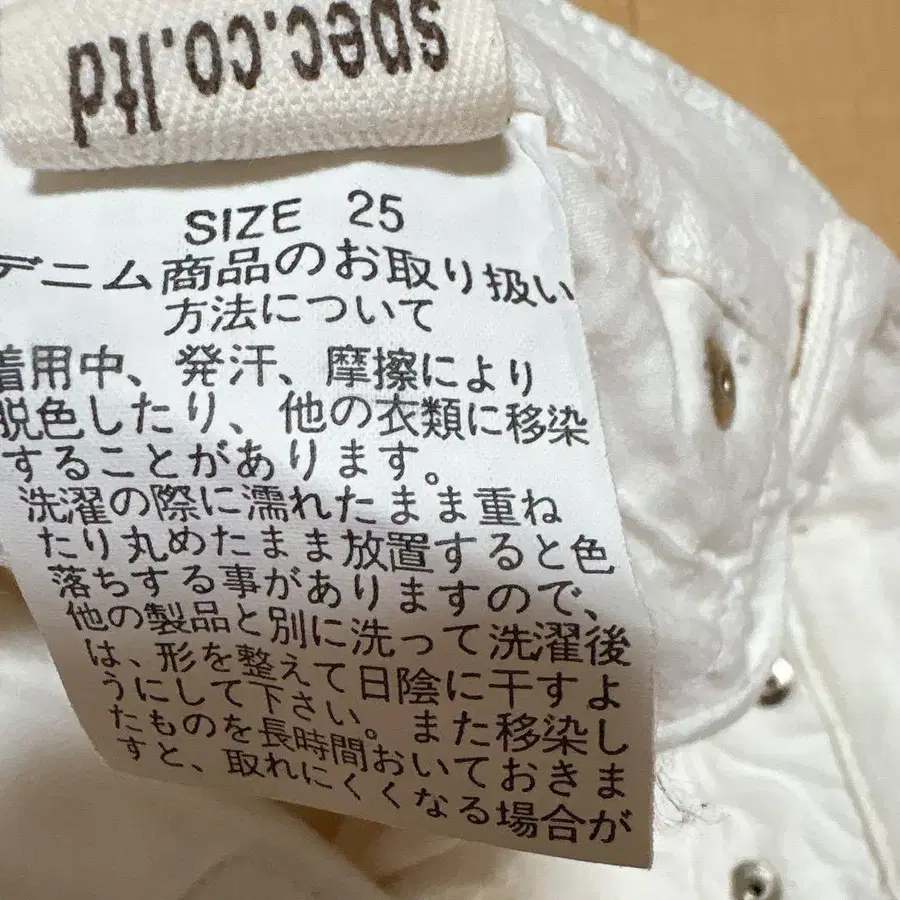 spec.co.ltd
SIZE 25
デニム商品のお取り扱い
方法について
着用中、発汗、摩擦により
脱色したり、他の衣類に移染
することがあります。
洗濯の際に濡れたまま重ね
たり丸めたまま放置すると色
落ちする事がありますので、
他の製品と別に洗って洗濯後
は、形を整えて日陰に干すよ
うにして下さい。また移染し
たものを長時間おいておきま
すと、取れにくくなる場合が